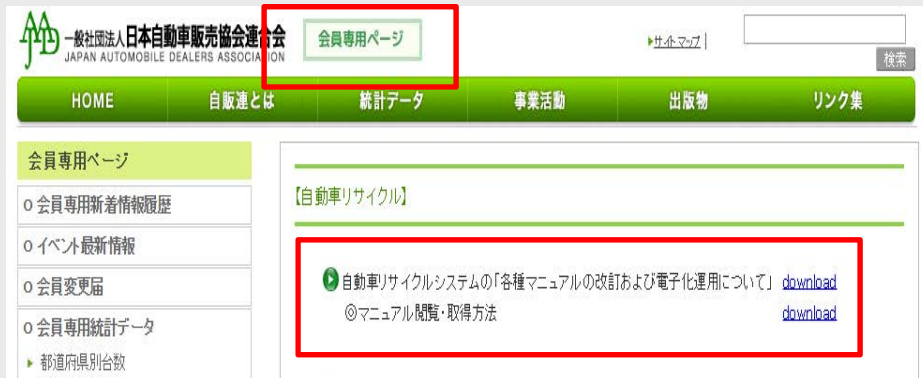 一般社団法人日本自動車販売協会連合会
JAPAN AUTOMOBILE DEALERS ASSOCIATION
会員専用ページ
サイトマップ
検索
HOME
自販連とは
統計データ
事業活動
出版物
リンク集
会員専用ページ
会員専用新着情報履歴
イベント最新情報
会員変更届
会員専用統計データ
都道府県別台数
【自動車リサイクル】
自動車リサイクルシステムの「各種マニュアルの改訂および電子化運用について」 download
◎マニュアル閲覧・取得方法 download